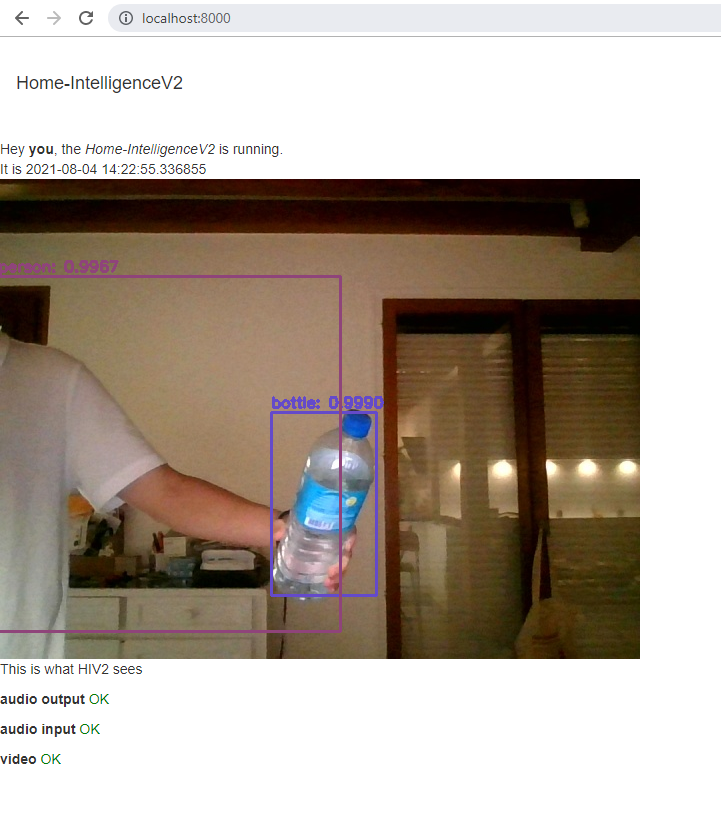 localhost:8000
Home-IntelligenceV2
Hey you, the Home-IntelligenceV2 is running.
It is 2021-08-04 14:22:55.336855
person: 0.9967
bottle: 0.9990
This is what HIV2 sees
audio output OK
audio input OK
video OK